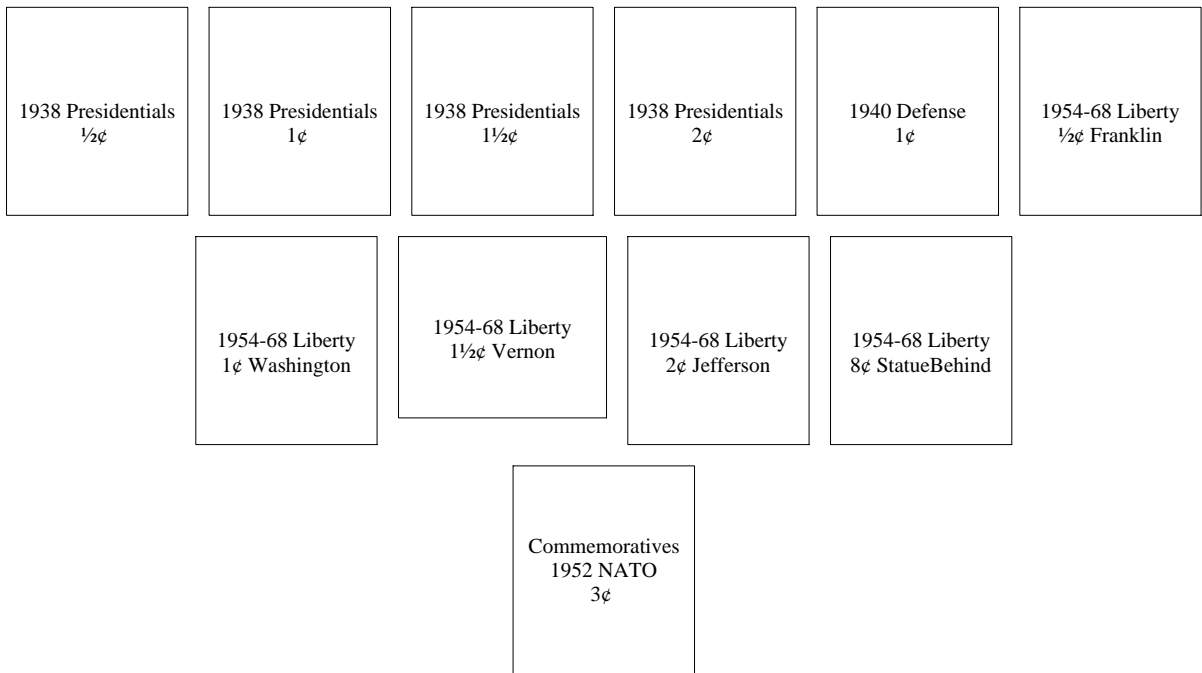 1938 Presidentials
½¢
1938 Presidentials
1¢
1938 Presidentials
1½¢
1938 Presidentials
2¢
1940 Defense
1¢
1954-68 Liberty
½¢ Franklin
1954-68 Liberty
1¢ Washington
1954-68 Liberty
1½¢ Vernon
1954-68 Liberty
2¢ Jefferson
1954-68 Liberty
8¢ StatueBehind
Commemoratives
1952 NATO
3¢